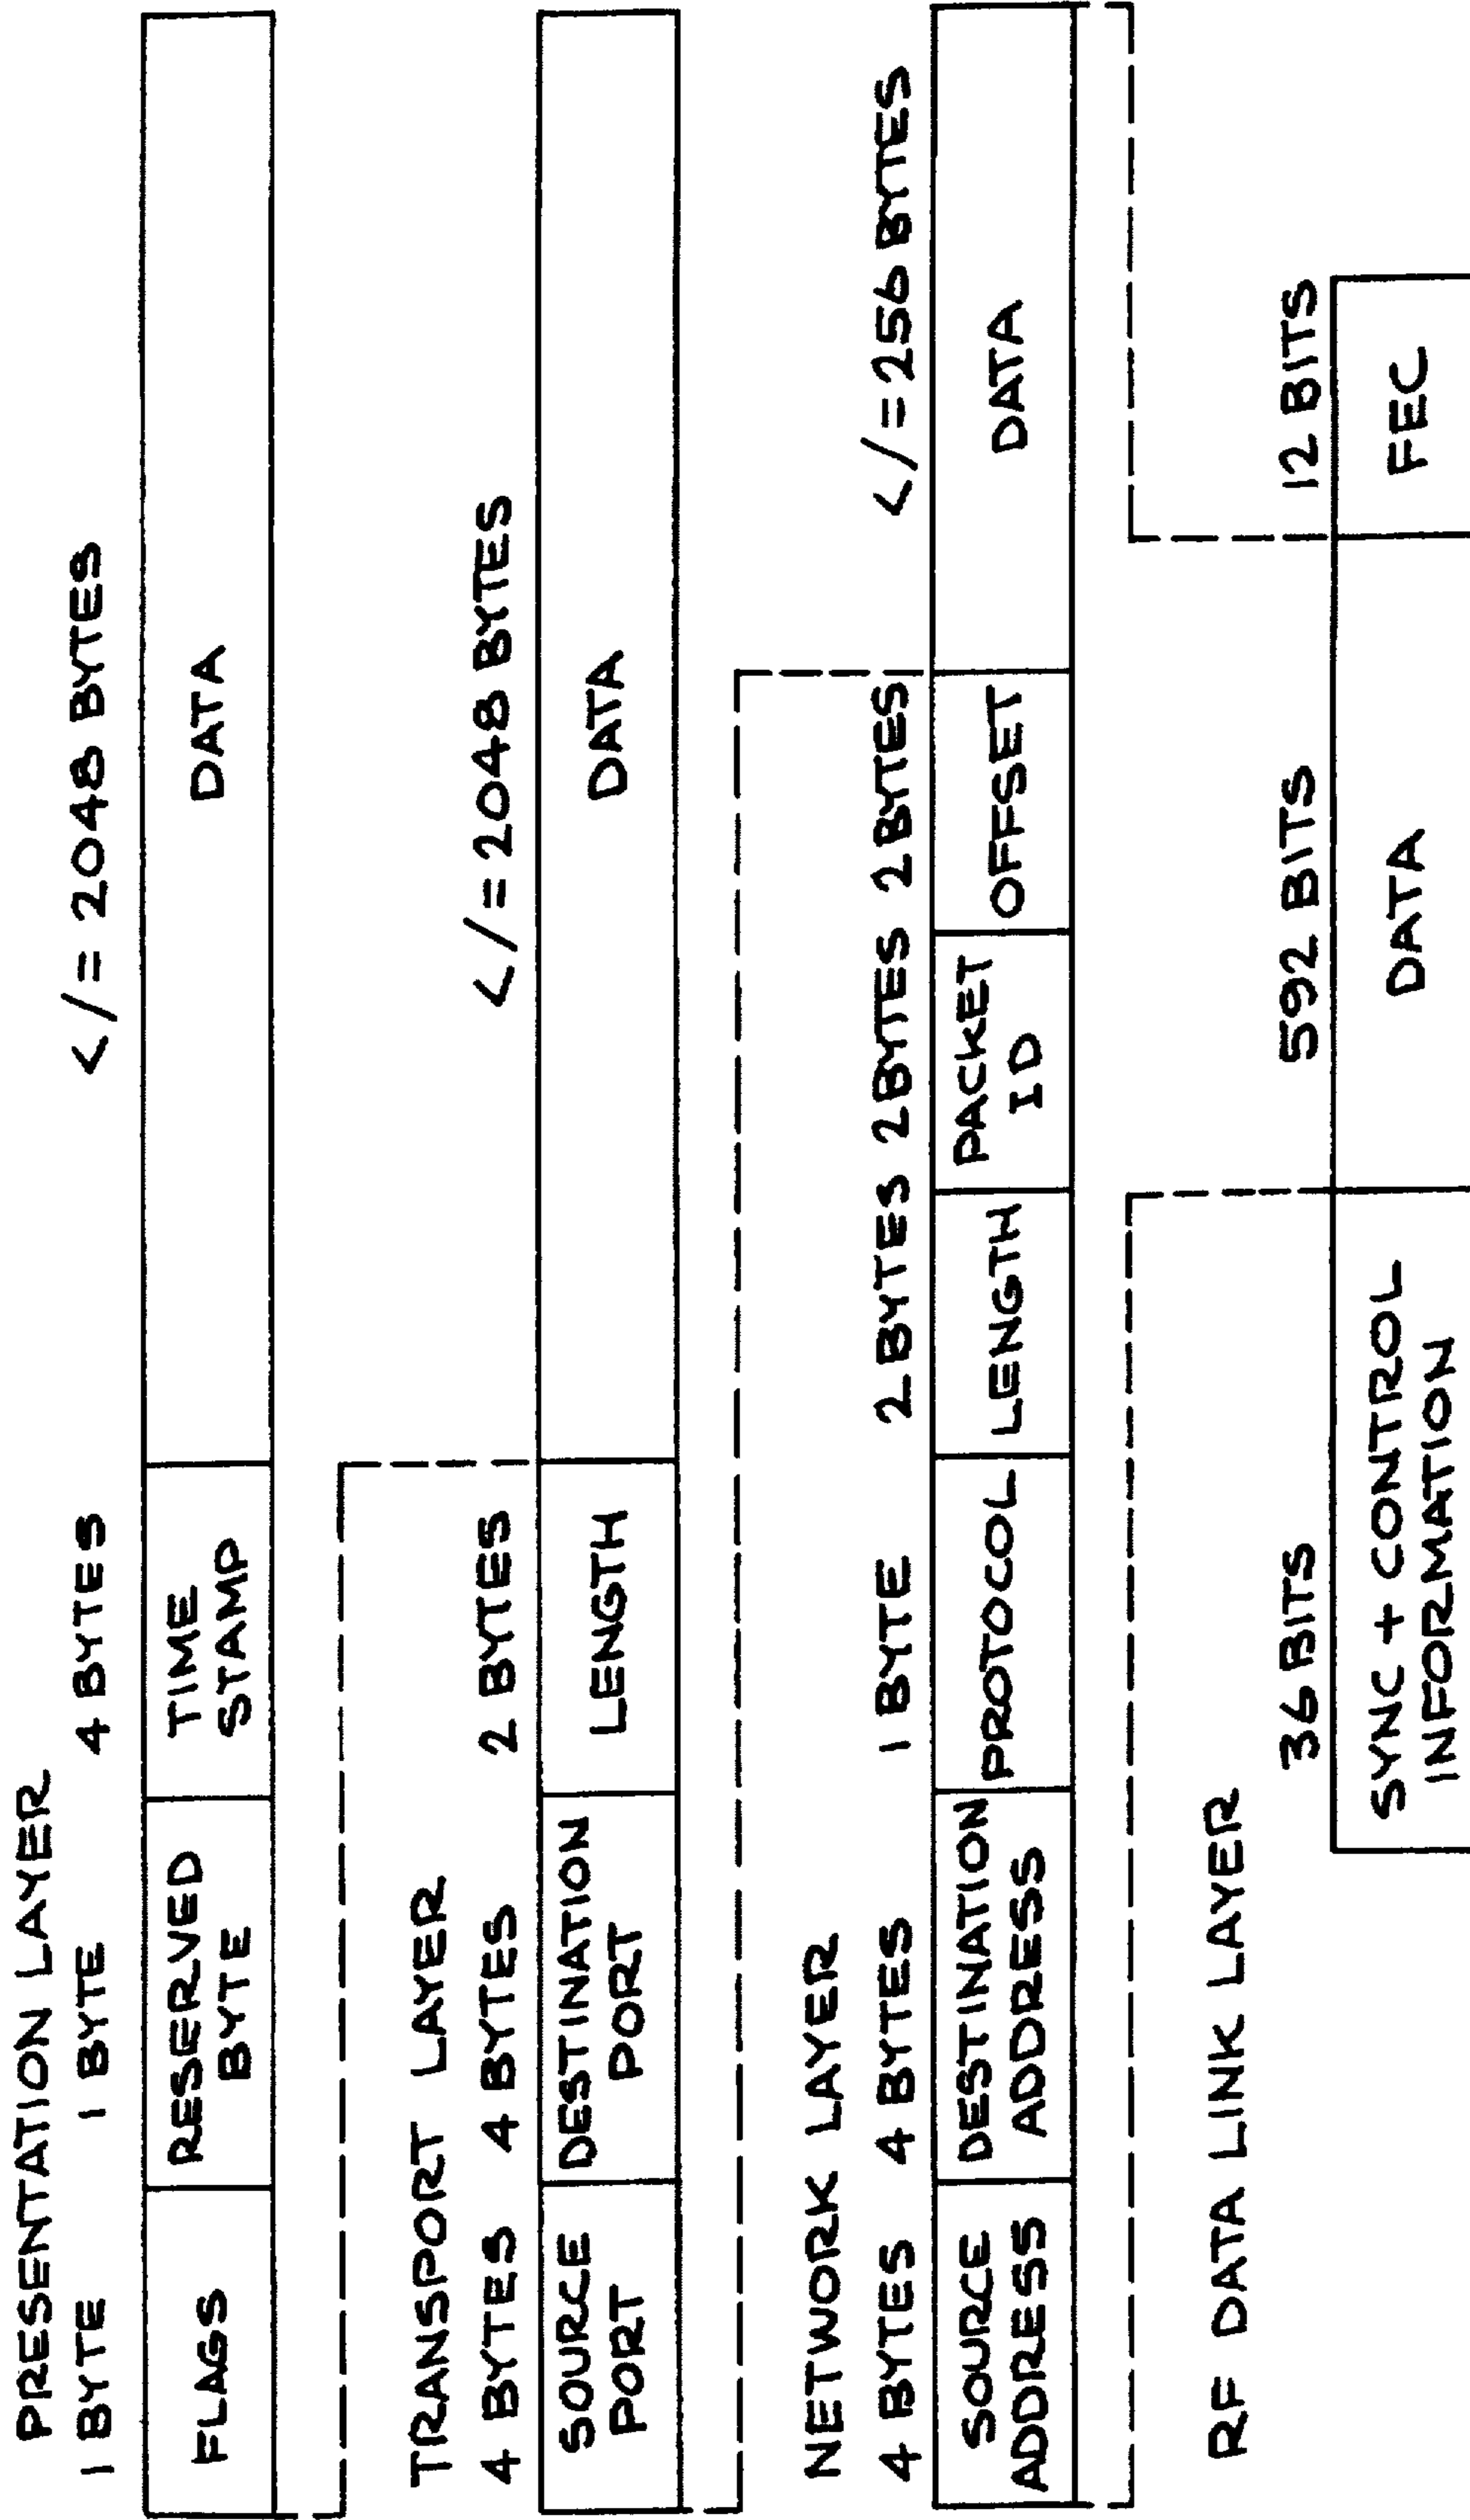 PRESENTATION LAYER
1 BYTE 1 BYTE 4 BYTES </= 2048 BYTES
FLAGS
RESERVED
BYTE
TIME
STAMP
DATA
TRANSPORT LAYER
4 BYTES 4 BYTES 2 BYTES </= 2048 BYTES
SOURCE
PORT
DESTINATION
PORT
LENGTH
DATA
NETWORK LAYER
4 BYTES 4 BYTES 1 BYTE 2 BYTES 2 BYTES 2 BYTES </= 256 BYTES
SOURCE
ADDRESS
DESTINATION
ADDRESS
PROTOCOL
LENGTH
PACKET
ID
OFFSET
DATA
RF DATA LINK LAYER
36 BITS 592 BITS 12 BITS
SYNC + CONTROL
INFORMATION
DATA
FEC